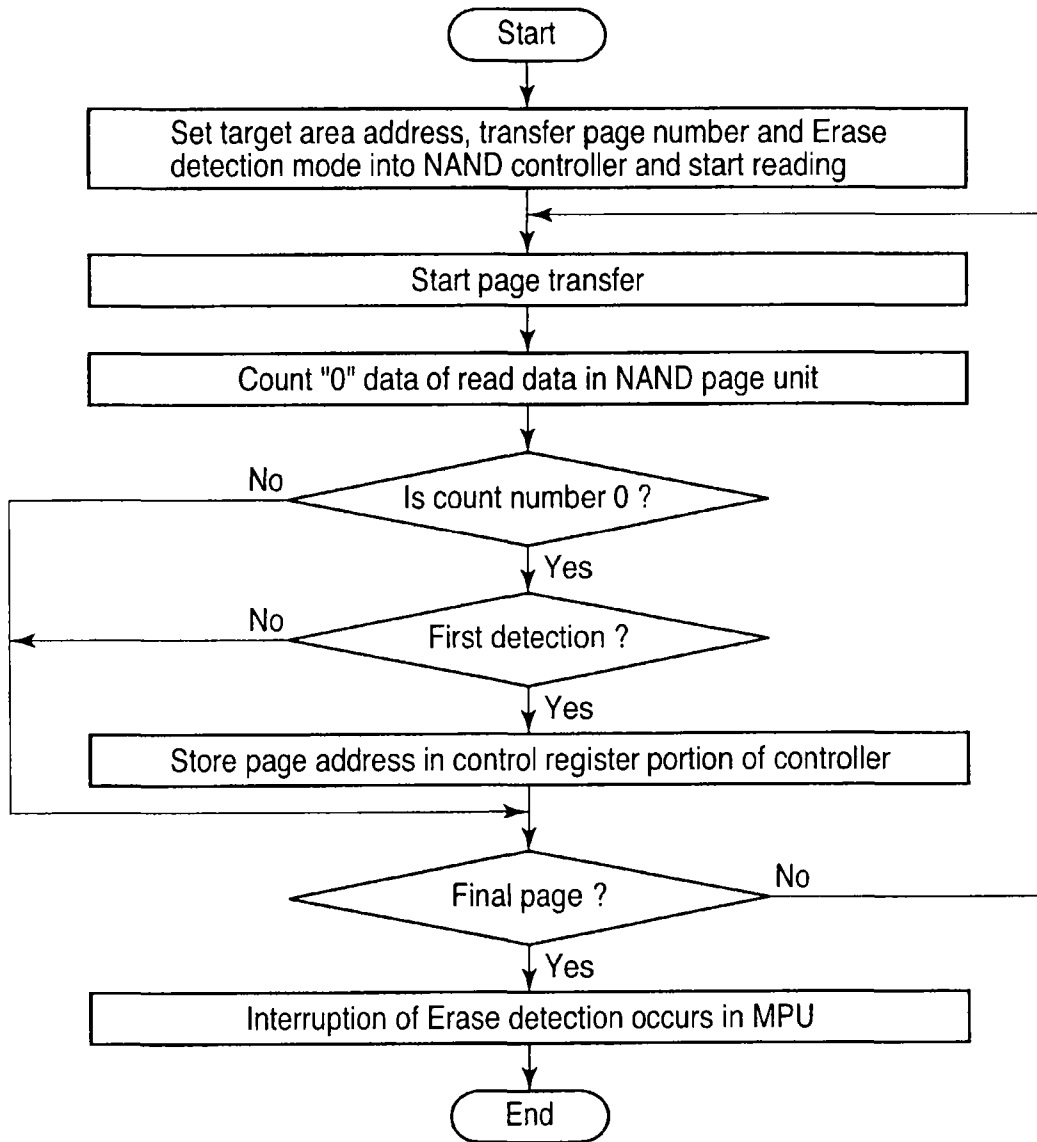 Start
Set target area address, transfer page number and Erase
detection mode into NAND controller and start reading
Start page transfer
Count "0" data of read data in NAND page unit
No
Is count number 0 ?
Yes
No
First detection ?
Yes
Store page address in control register portion of controller
Final page ?
No
Yes
Interruption of Erase detection occurs in MPU
End